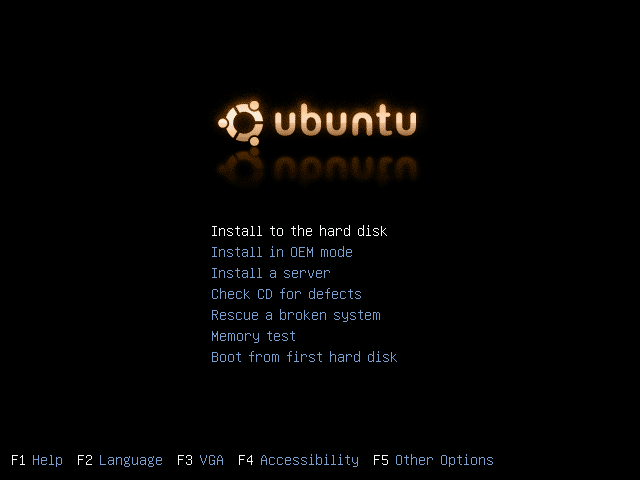 ubuntu
Install to the hard disk
Install in OEM mode
Install a server
Check CD for defects
Rescue a broken system
Memory test
Boot from first hard disk
F1 Help F2 Language F3 VGA F4 Accessibility F5 Other Options